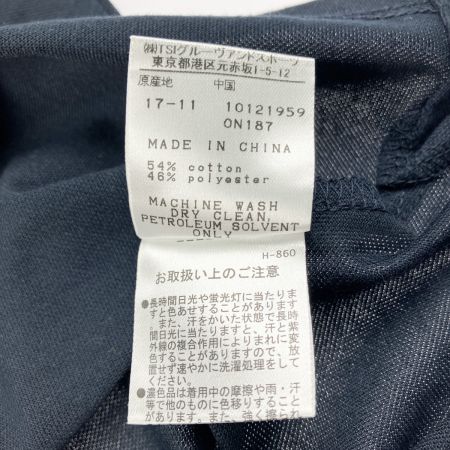 ㈱TSIグルーヴアンドスポーツ
東京都港区元赤坂1-5-12
原産地 中国
17-11 10121959
ON187
MADE IN CHINA
54% cotton
46% polyester
MACHINE WASH
DRY CLEAN,
PETROLEUM SOLVENT
ONLY
H-860
お取扱い上のご注意
●長時間日光や蛍光灯に当たりま
すと色あせすることがあります
。また、汗をかいた状態で長時
間日光に当たりますと、汗と紫
外線の複合作用によりまれに変
色することがありますので、放
置せず速やかに洗濯処理をして
ください。
●濃色品は着用中の摩擦や雨・汗
等で他のものに色移りすること
があります。また、強く擦られ